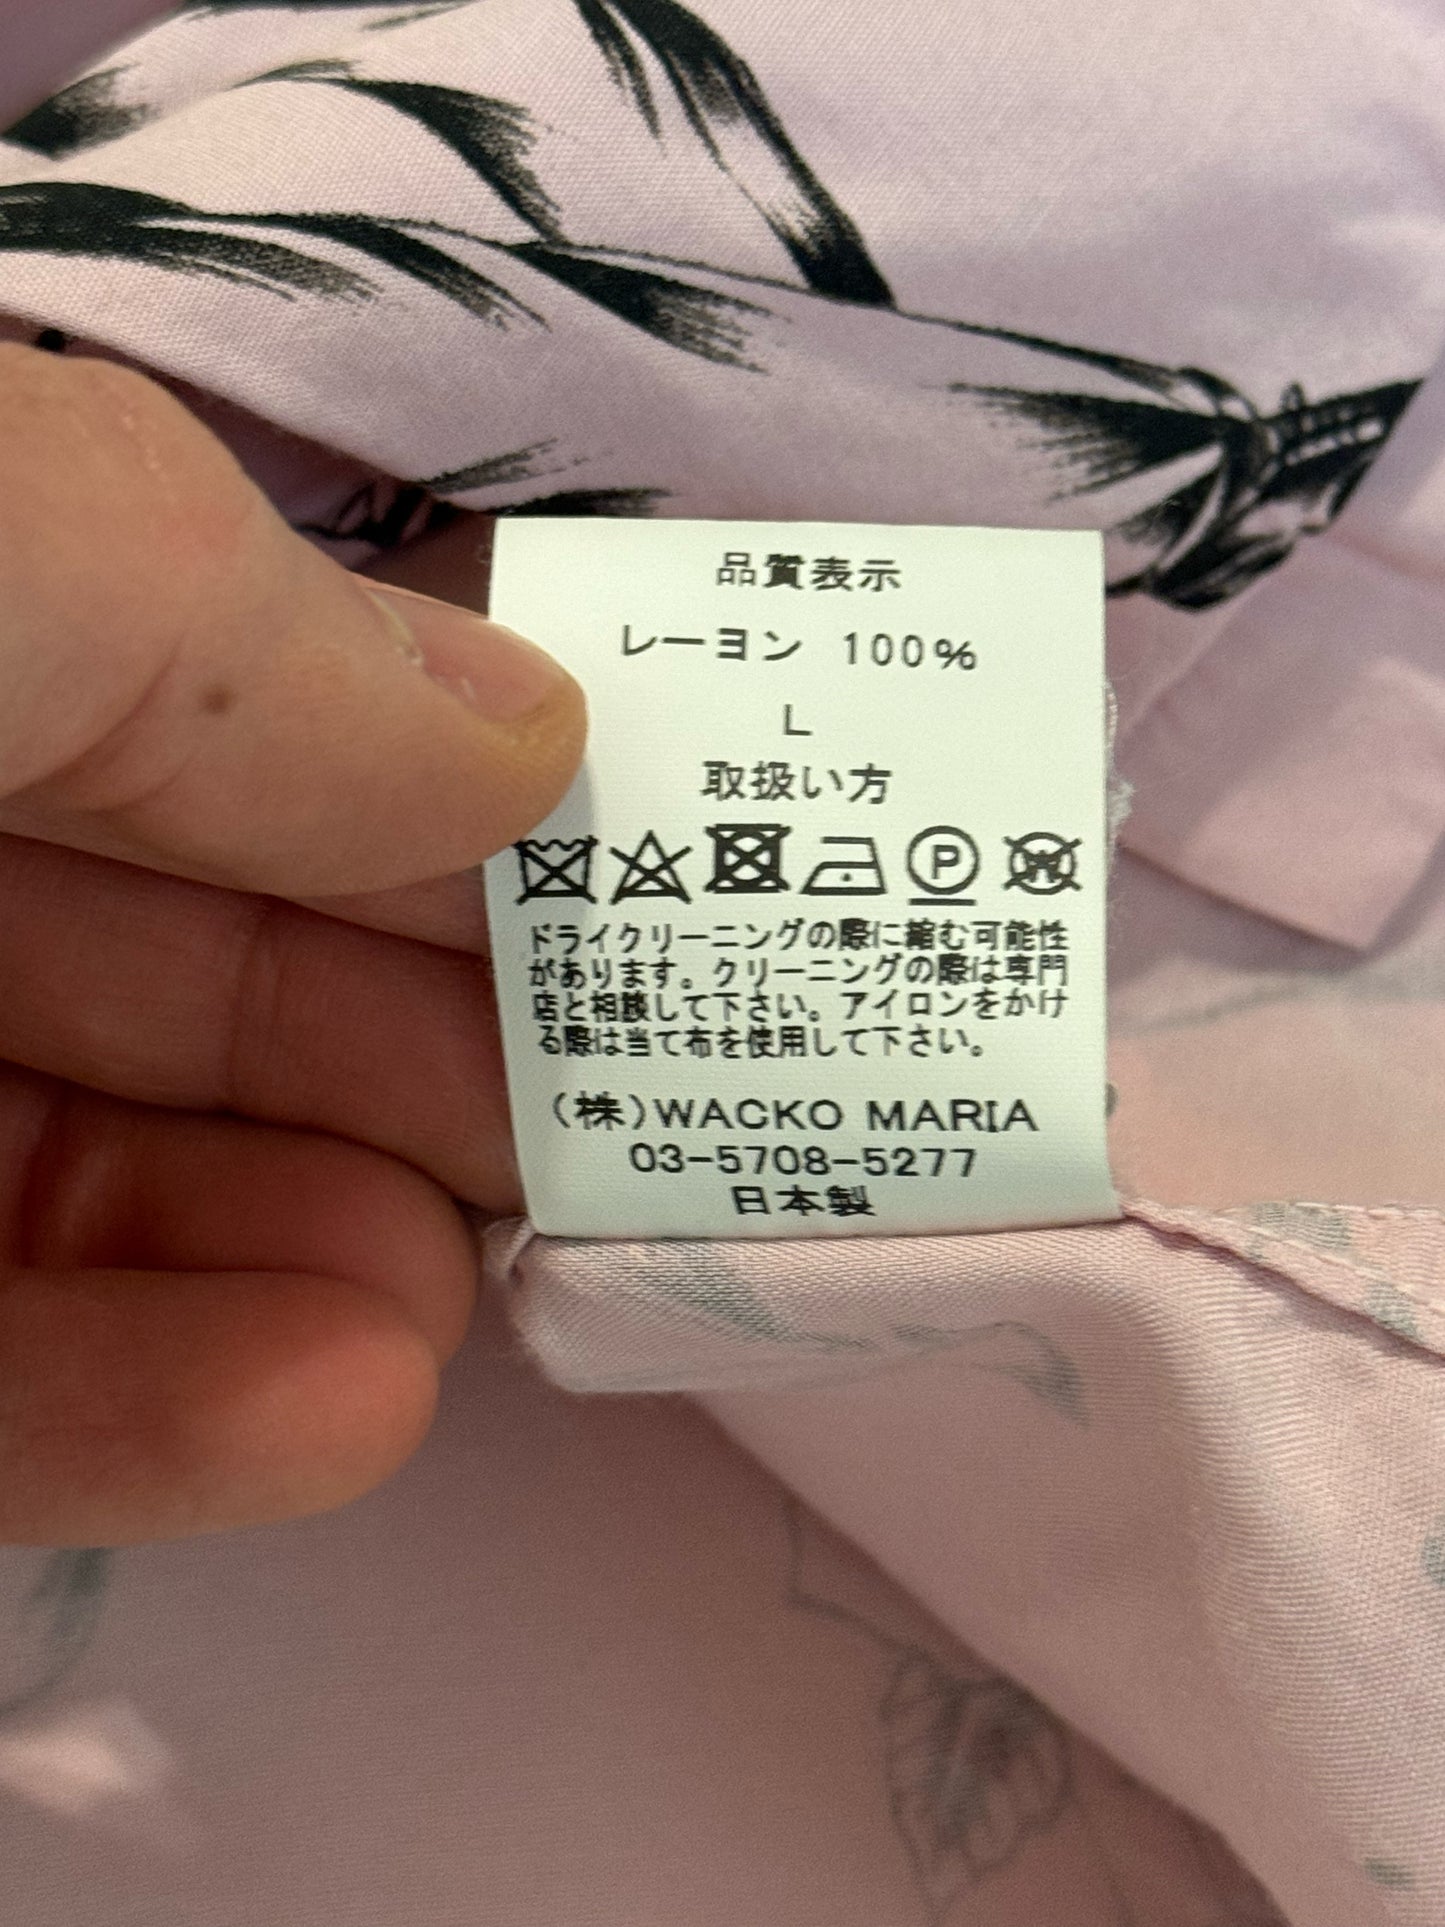 品質表示
レーヨン 100%
L
取扱い方
P W
ドライクリーニングの際に縮む可能性
があります。クリーニングの際は専門
店と相談して下さい。アイロンをかけ
る際は当て布を使用して下さい。
(株)WACKO MARIA
03-5708-5277
日本製